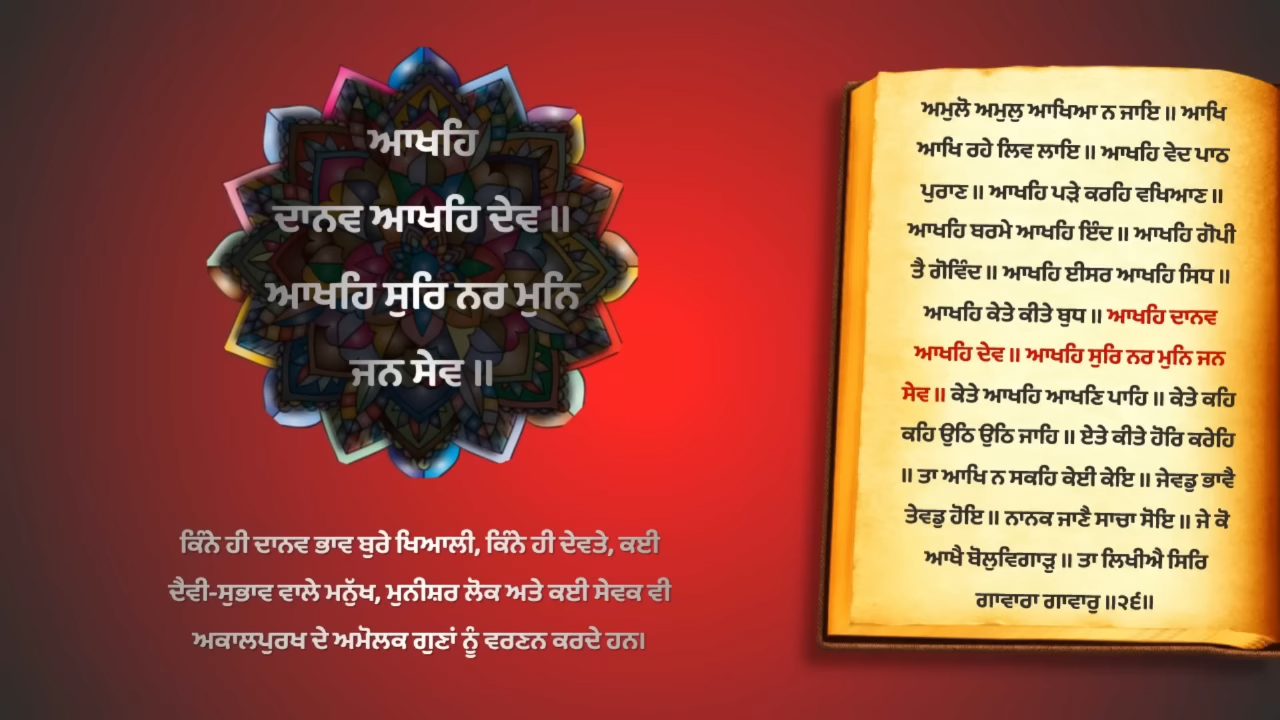 ਆਖਹਿ
ਦਾਨਵ ਆਖਹਿ ਦੇਵ ॥
ਆਖਹਿ ਸੁਰਿ ਨਰ ਮੁਨਿ
ਜਨ ਸੇਵ ॥
ਕਿੰਨੇ ਹੀ ਦਾਨਵ ਭਾਵ ਬੁਰੇ ਖਿਆਲੀ, ਕਿੰਨੇ ਹੀ ਦੇਵਤੇ, ਕਈ
ਦੈਵੀ-ਸੁਭਾਵ ਵਾਲੇ ਮਨੁੱਖ, ਮੁਨੀਸ਼ਰ ਲੋਕ ਅਤੇ ਕਈ ਸੇਵਕ ਵੀ
ਅਕਾਲਪੁਰਖ ਦੇ ਅਮੋਲਕ ਗੁਣਾਂ ਨੂੰ ਵਰਣਨ ਕਰਦੇ ਹਨ।
ਅਮੁਲੋ ਅਮੁਲੁ ਆਖਿਆ ਨ ਜਾਇ ॥ ਆਖਿ
ਆਖਿ ਰਹੇ ਲਿਵ ਲਾਇ ॥ ਆਖਹਿ ਵੇਦ ਪਾਠ
ਪੁਰਾਣ ॥ ਆਖਹਿ ਪੜੇ ਕਰਹਿ ਵਖਿਆਣ ॥
ਆਖਹਿ ਬਰਮੇ ਆਖਹਿ ਇੰਦ ॥ ਆਖਹਿ ਗੋਪੀ
ਤੈ ਗੋਵਿੰਦ ॥ ਆਖਹਿ ਈਸਰ ਆਖਹਿ ਸਿਧ ॥
ਆਖਹਿ ਕੇਤੇ ਕੀਤੇ ਬੁਧ ॥ ਆਖਹਿ ਦਾਨਵ
ਆਖਹਿ ਦੇਵ ॥ ਆਖਹਿ ਸੁਰਿ ਨਰ ਮੁਨਿ ਜਨ
ਸੇਵ ॥ ਕੇਤੇ ਆਖਹਿ ਆਖਣਿ ਪਾਹਿ ॥ ਕੇਤੇ ਕਹਿ
ਕਹਿ ਉਠਿ ਉਠਿ ਜਾਹਿ ॥ ਏਤੇ ਕੀਤੇ ਹੋਰਿ ਕਰੇਹਿ
॥ ਤਾ ਆਖਿ ਨ ਸਕਹਿ ਕੇਈ ਕੇਇ ॥ ਜੇਵਡੁ ਭਾਵੈ
ਤੇਵਡੁ ਹੋਇ ॥ ਨਾਨਕ ਜਾਣੈ ਸਾਚਾ ਸੋਇ ॥ ਜੇ ਕੋ
ਆਖੈ ਬੋਲੁਵਿਗਾੜੁ ॥ ਤਾ ਲਿਖੀਐ ਸਿਰਿ
ਗਾਵਾਰਾ ਗਾਵਾਰੁ ॥੨੬॥